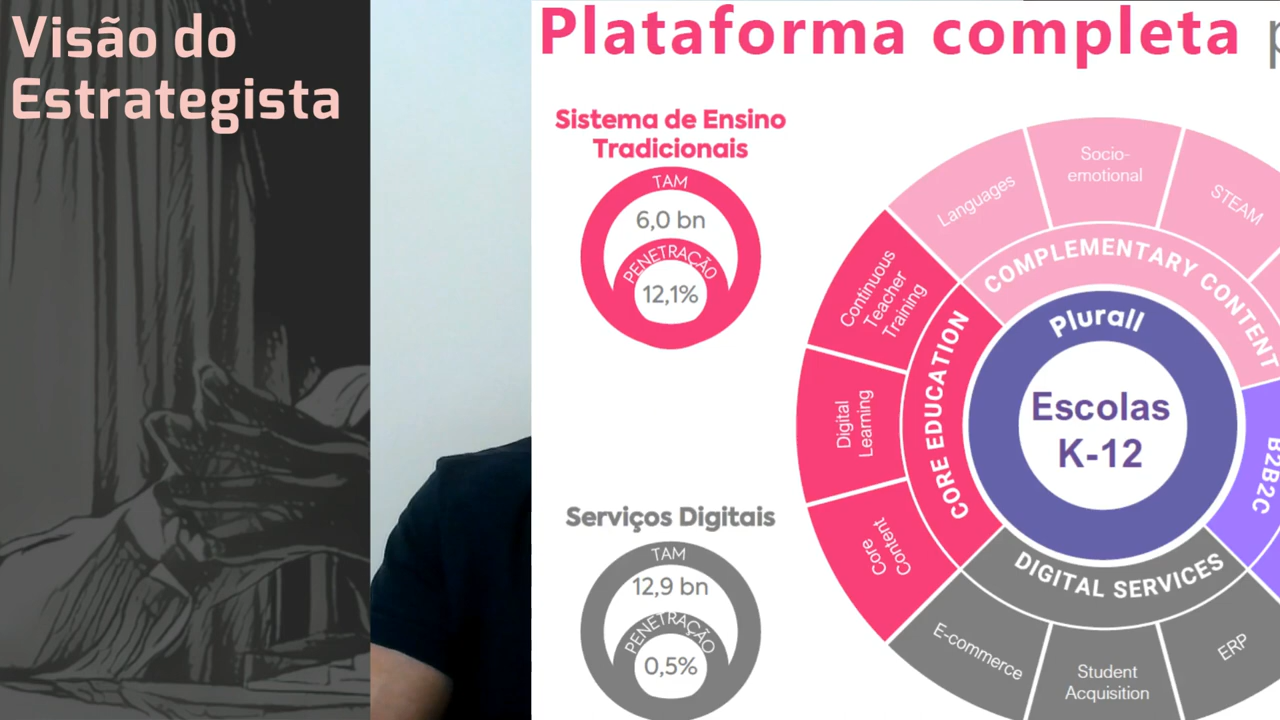 Visão do
Estrategista
Plataforma completa
Sistema de Ensino
Tradicionais
TAM
6,0 bn
PENETRAÇÃO
12,1%
Serviços Digitais
TAM
12,9 bn
PENETRAÇÃO
0,5%
Languages
Socio-
emotional
STEAM
COMPLEMENTARY CONTENT
Continuous
Teacher
Training
Digital
Learning
Core
Content
CORE EDUCATION
Plurall
Escolas
K-12
B2B2C
DIGITAL SERVICES
E-commerce
Student
Acquisition
ERP